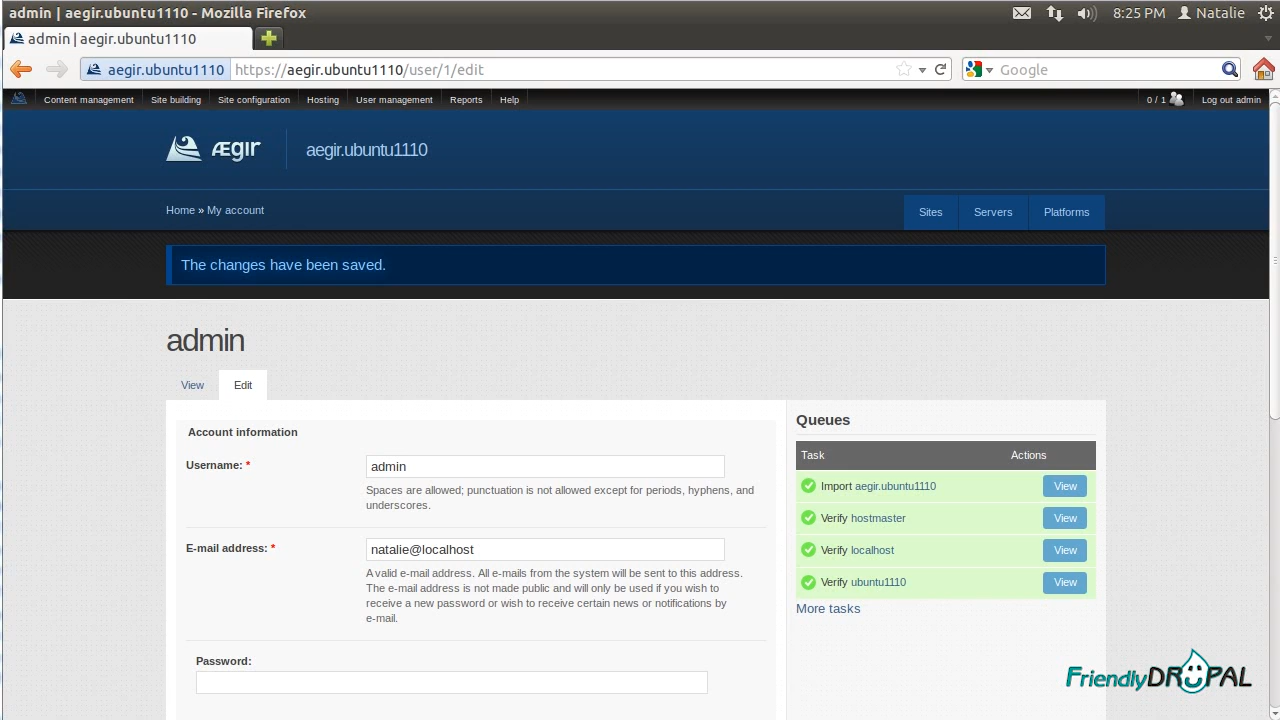 admin | aegir.ubuntu1110 - Mozilla Firefox
8:25 PM Natalie
admin | aegir.ubuntu1110
aegir.ubuntu1110 https://aegir.ubuntu1110/user/1/edit
Google
Content management Site building Site configuration Hosting User management Reports Help
0 / 1 Log out admin
ÆGIR
aegir.ubuntu1110
Home » My account
Sites Servers Platforms
The changes have been saved.
admin
View Edit
Account information
Username: *
admin
Spaces are allowed; punctuation is not allowed except for periods, hyphens, and
underscores.
E-mail address: *
natalie@localhost
A valid e-mail address. All e-mails from the system will be sent to this address.
The e-mail address is not made public and will only be used if you wish to
receive a new password or wish to receive certain news or notifications by
e-mail.
Password:
Queues
Task Actions
Import aegir.ubuntu1110 View
Verify hostmaster View
Verify localhost View
Verify ubuntu1110 View
More tasks
FriendlyDRUPAL